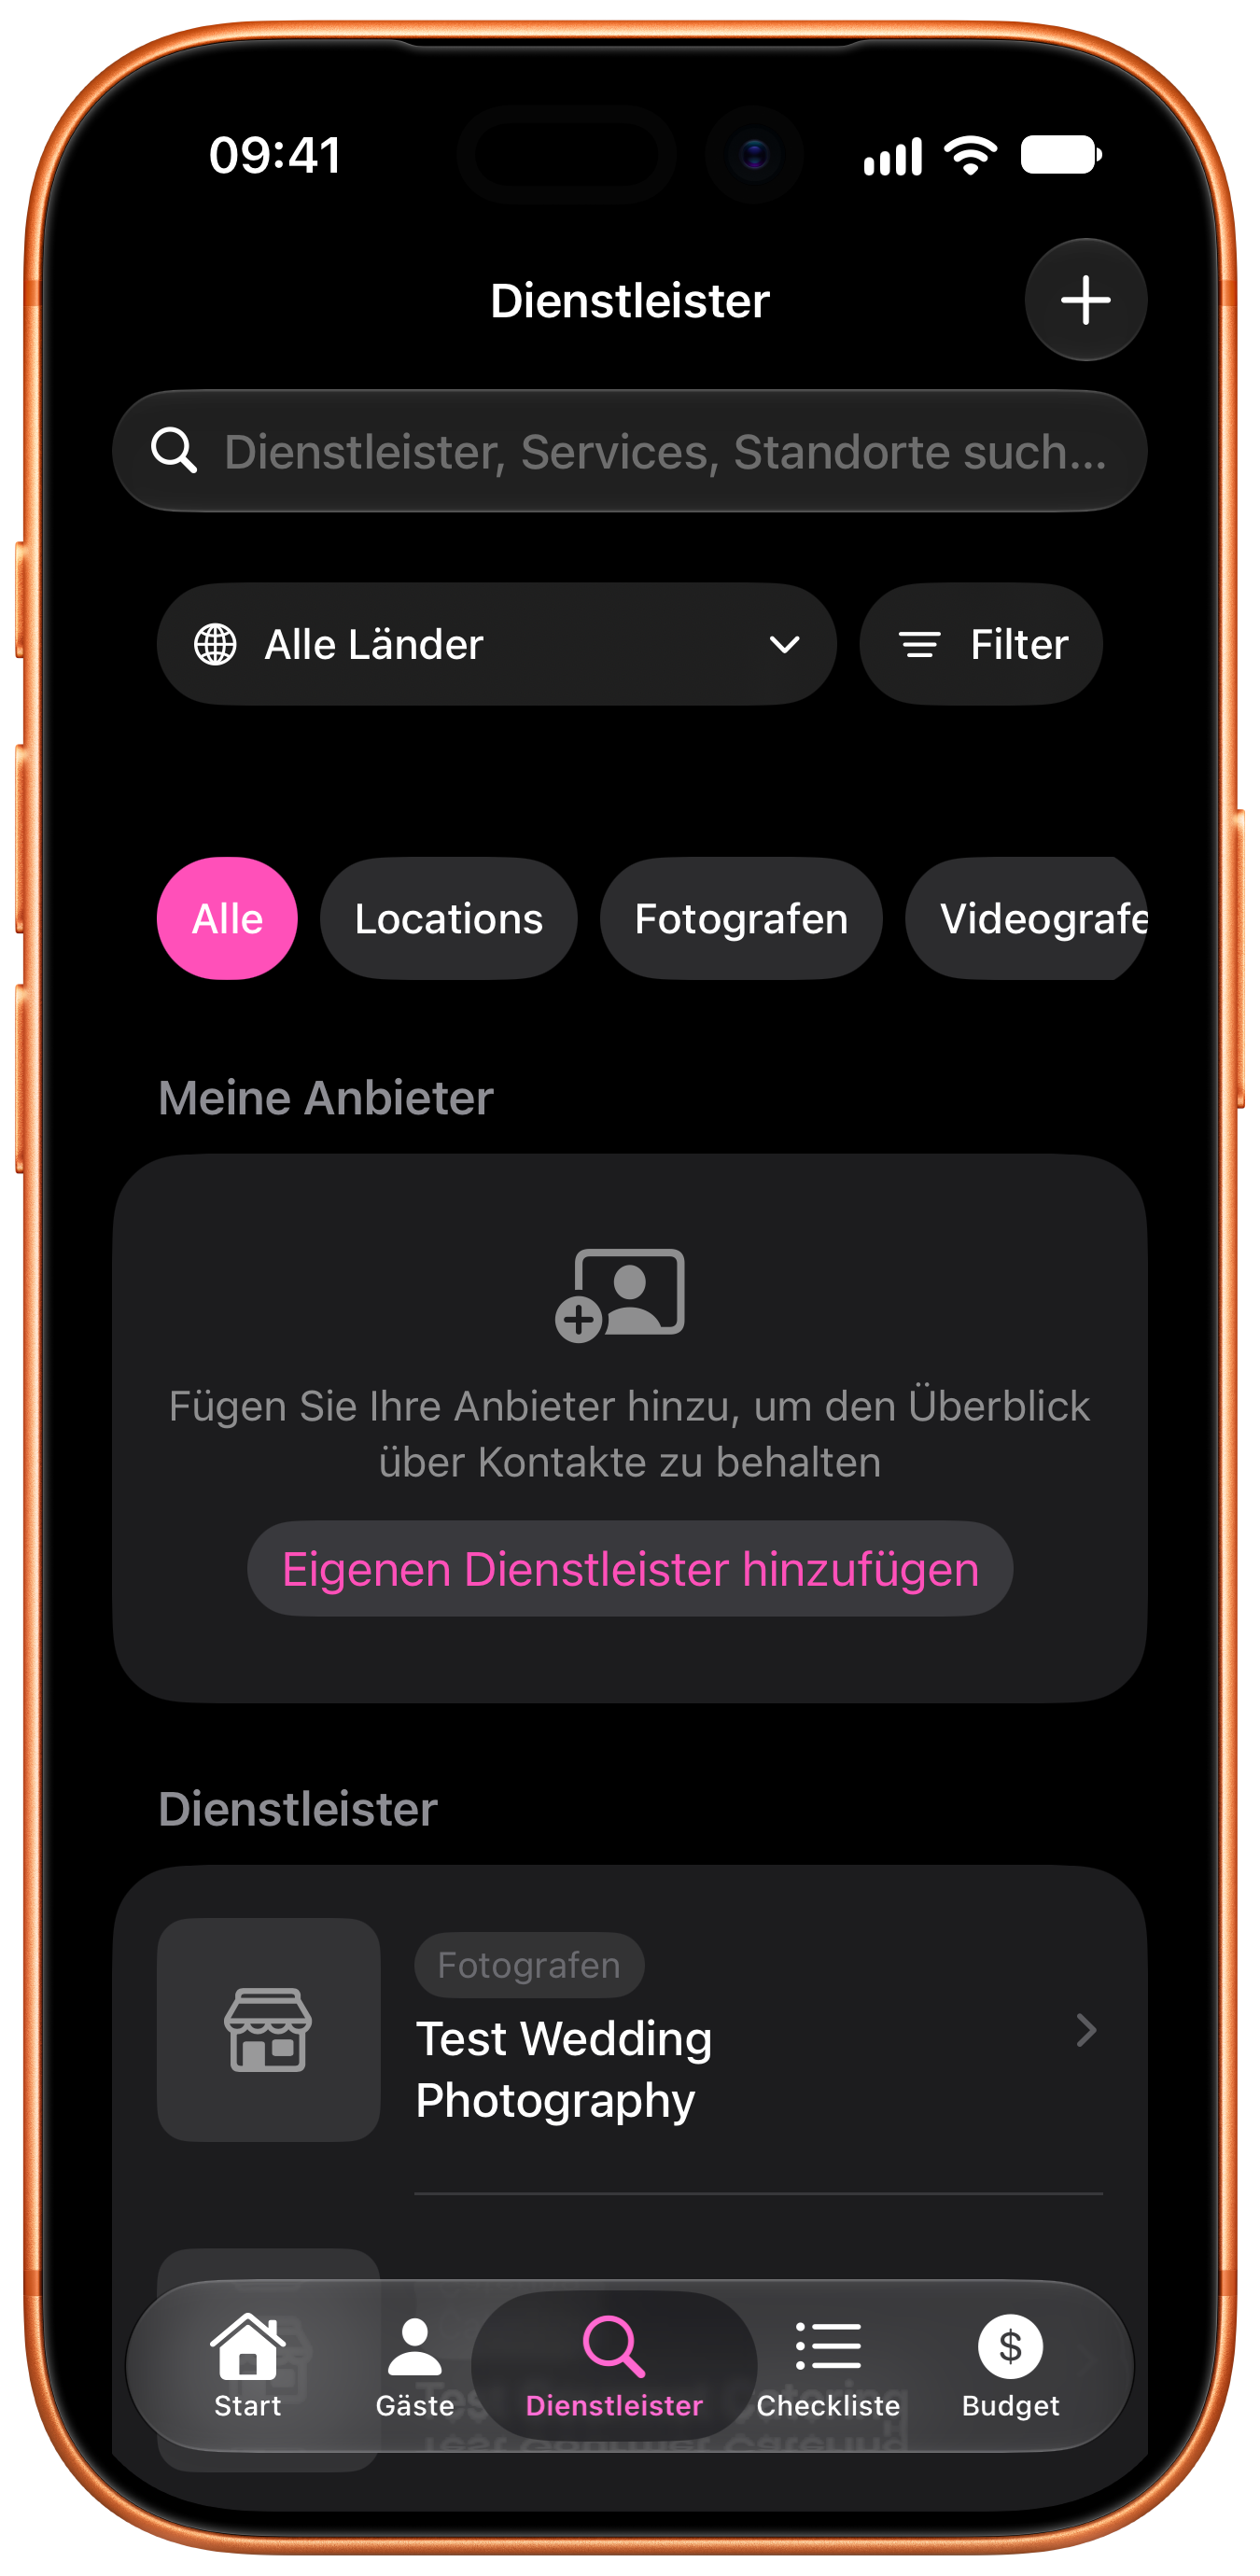 09:41
Dienstleister
Dienstleister, Services, Standorte such...
Alle Länder
Filter
Alle
Locations
Fotografen
Videografe
Meine Anbieter
Fügen Sie Ihre Anbieter hinzu, um den Überblick
über Kontakte zu behalten
Eigenen Dienstleister hinzufügen
Dienstleister
Fotografen
Test Wedding
Photography
$
Start
Gäste
Dienstleister
Checkliste
Budget